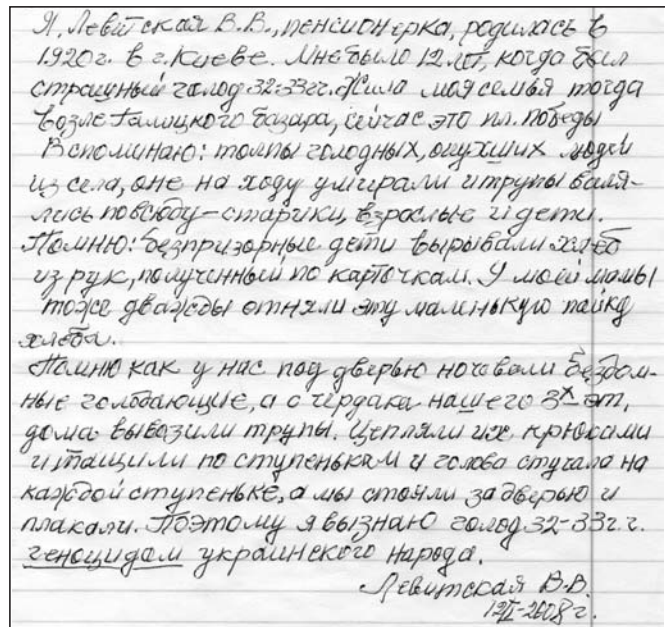 Я, Левитская В.В., пенсионерка, родилась в
1920г. в г. Киеве. Мне было 12 лет, когда был
страшный голод 32-33гг. Жила моя семья тогда
возле Галицкого базара, сейчас это пл. Победы
Вспоминаю: толпы голодных, опухших людей
из села, оне на ходу умирали и трупы валя-
лись повсюду - старики, взрослые и дети.
Помню: безпризорные дети вырывали хлеб
из рук, полученный по карточкам. У моей мамы
тоже дважды отняли эту маленькую пайку
хлеба.
Помню как у нас под дверью ночевали бездом-
ные голодающие, а с чердака нашего 3х эт.
дома вывозили трупы. Цепляли их крюками
и тащили по ступенькам и голова стучала на
каждой ступеньке, а мы стояли за дверью и
плакали. Поэтому я вызнаю голод 32-33г.г.
геноцидом украинского народа.
Левитская В.В.